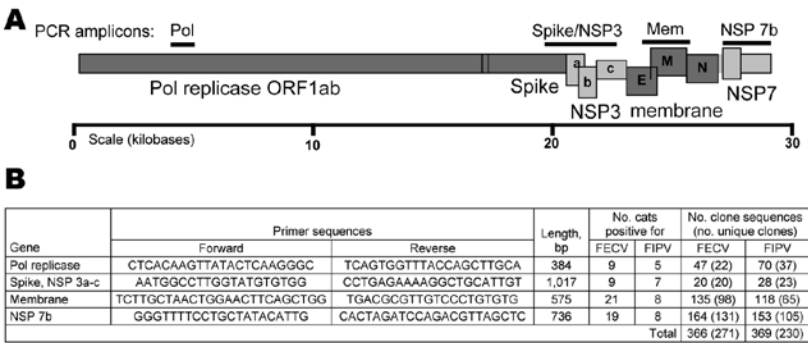 A
PCR amplicons: Pol Spike/NSP3 Mem NSP 7b
a b c E M N
Pol replicase ORF1ab Spike NSP3 membrane NSP7
Scale (kilobases)
0 10 20 30
B
Gene Primer sequences Length, bp No. cats positive for No. clone sequences (no. unique clones)
Forward Reverse FECV FIPV FECV FIPV
Pol replicase CTCACAAGTTATACTCAAGGGC TCAGTGGTTTACCAGCTTGCA 384 9 5 47 (22) 70 (37)
Spike, NSP 3a-c AATGGCCTTGGTATGTGTGG CCTGAGAAAAGGCTGCATTGT 1,017 9 7 20 (20) 28 (23)
Membrane TCTTGCTAACTGGAACTTCAGCTGG TGACGCGTTGTCCCTGTGTG 575 21 8 135 (98) 118 (65)
NSP 7b GGGTTTTCCTGCTATACATTG CACTAGATCCAGACGTTAGCTC 736 19 8 164 (131) 153 (105)
Total 366 (271) 369 (230)